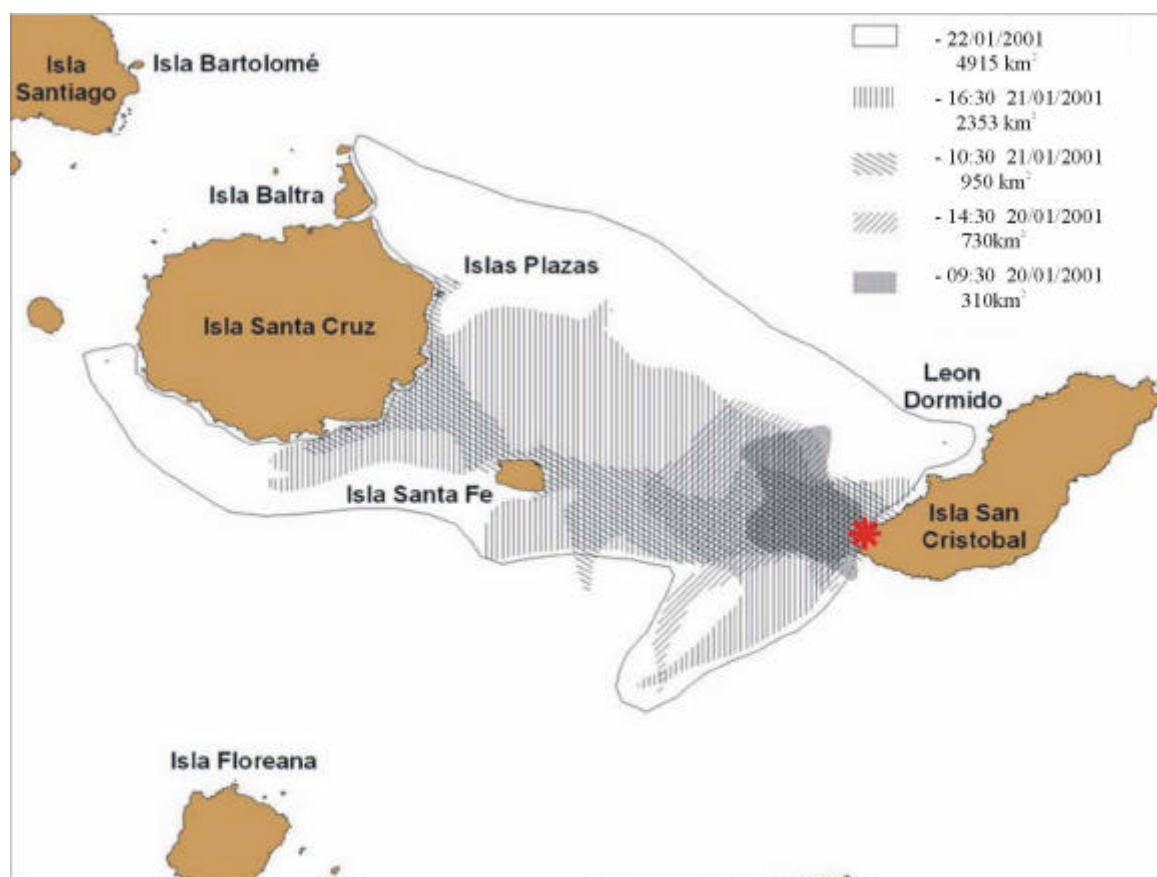 Isla
Santiago
Isla Bartolomé
Isla Baltra
Islas Plazas
Isla Santa Cruz
Leon
Dormido
Isla Santa Fe
Isla San
Cristobal
Isla Floreana
- 22/01/2001
4915 km²
- 16:30 21/01/2001
2353 km²
- 10:30 21/01/2001
950 km²
- 14:30 20/01/2001
730km²
- 09:30 20/01/2001
310km²